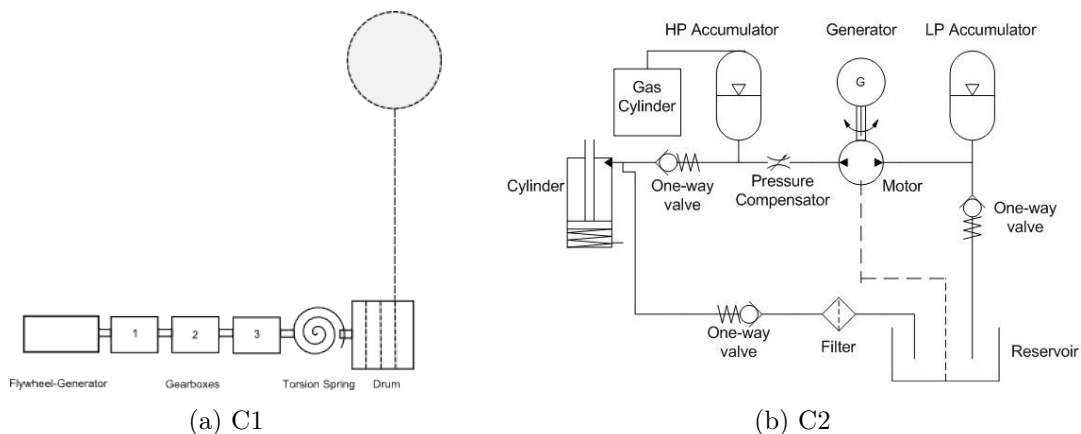 HP Accumulator
Generator
LP Accumulator
G
Gas
Cylinder
Cylinder
One-way
valve
Pressure
Compensator
Motor
One-way
valve
1
2
3
One-way
valve
Filter
Reservoir
Flywheel-Generator
Gearboxes
Torsion Spring
Drum
(a) C1
(b) C2